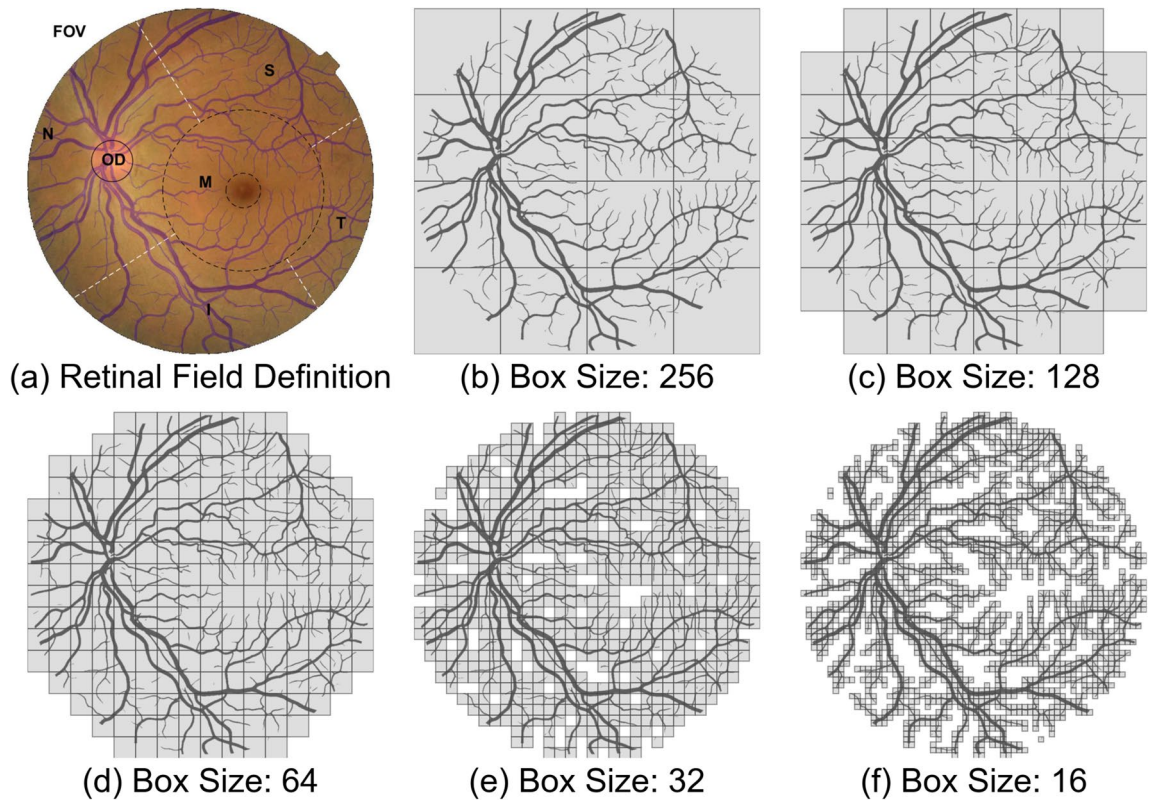 FOV
S
N
OD
M
T
I
(a) Retinal Field Definition
(b) Box Size: 256
(c) Box Size: 128
(d) Box Size: 64
(e) Box Size: 32
(f) Box Size: 16